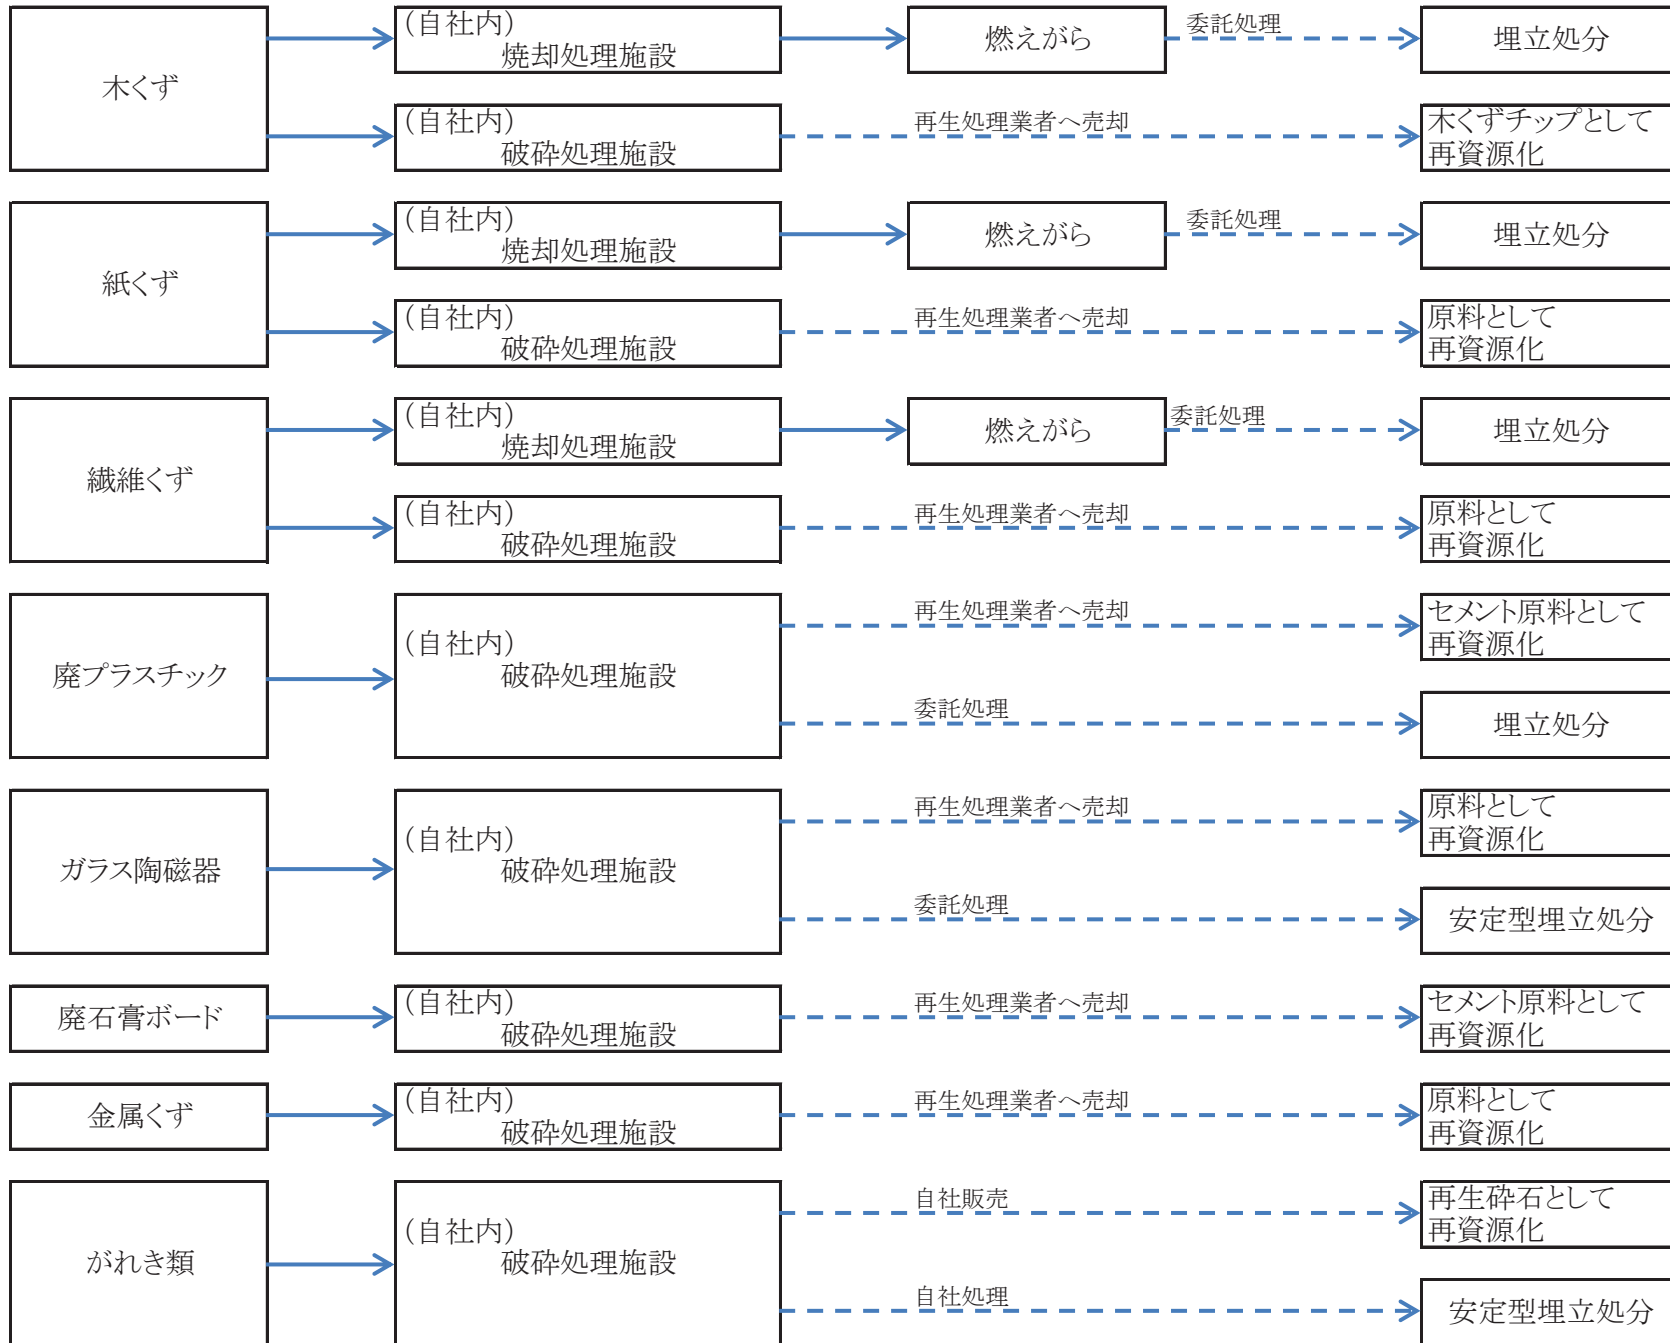 木くず
(自社内)
焼却処理施設
燃えがら
委託処理
埋立処分
(自社内)
破砕処理施設
再生処理業者へ売却
木くずチップとして
再資源化
紙くず
(自社内)
焼却処理施設
燃えがら
委託処理
埋立処分
(自社内)
破砕処理施設
再生処理業者へ売却
原料として
再資源化
繊維くず
(自社内)
焼却処理施設
燃えがら
委託処理
埋立処分
(自社内)
破砕処理施設
再生処理業者へ売却
原料として
再資源化
廃プラスチック
(自社内)
破砕処理施設
再生処理業者へ売却
セメント原料として
再資源化
委託処理
埋立処分
ガラス陶磁器
(自社内)
破砕処理施設
再生処理業者へ売却
原料として
再資源化
委託処理
安定型埋立処分
廃石膏ボード
(自社内)
破砕処理施設
再生処理業者へ売却
セメント原料として
再資源化
金属くず
(自社内)
破砕処理施設
再生処理業者へ売却
原料として
再資源化
がれき類
(自社内)
破砕処理施設
自社販売
再生砕石として
再資源化
自社処理
安定型埋立処分